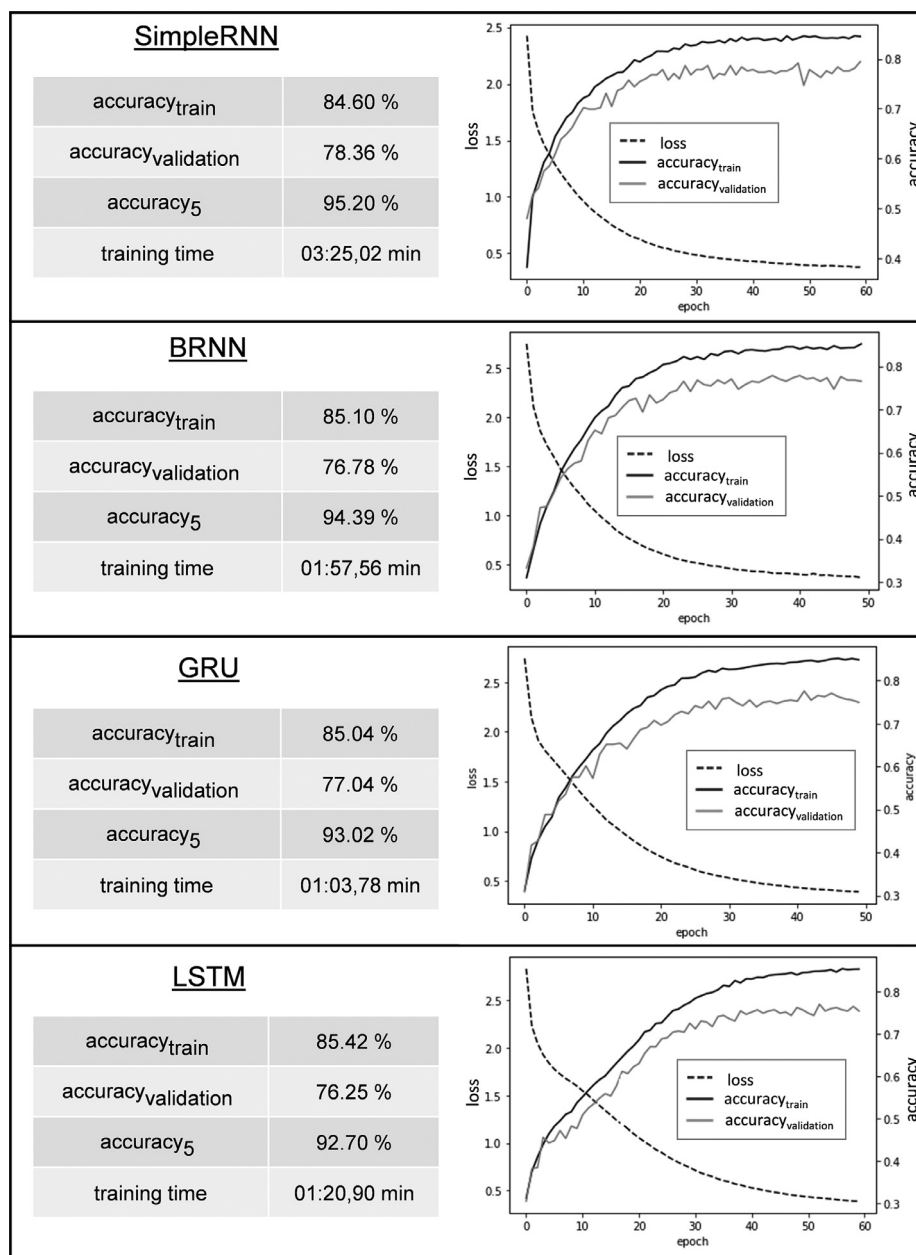 SimpleRNN
accuracytrain 84.60 %
accuracyvalidation 78.36 %
accuracy5 95.20 %
training time 03:25,02 min
2.5
2.0
1.5
1.0
0.5
loss
0.8
0.7
0.6
0.5
0.4
accuracy
loss
accuracytrain
accuracyvalidation
0 10 20 30 40 50 60
epoch
BRNN
accuracytrain 85.10 %
accuracyvalidation 76.78 %
accuracy5 94.39 %
training time 01:57,56 min
2.5
2.0
1.5
1.0
0.5
loss
0.8
0.7
0.6
0.5
0.4
0.3
accuracy
loss
accuracytrain
accuracyvalidation
0 10 20 30 40 50
epoch
GRU
accuracytrain 85.04 %
accuracyvalidation 77.04 %
accuracy5 93.02 %
training time 01:03,78 min
2.5
2.0
1.5
1.0
0.5
loss
0.8
0.7
0.6
0.5
0.4
0.3
accuracy
loss
accuracytrain
accuracyvalidation
0 10 20 30 40 50
epoch
LSTM
accuracytrain 85.42 %
accuracyvalidation 76.25 %
accuracy5 92.70 %
training time 01:20,90 min
2.5
2.0
1.5
1.0
0.5
loss
0.8
0.7
0.6
0.5
0.4
0.3
accuracy
loss
accuracytrain
accuracyvalidation
0 10 20 30 40 50 60
epoch